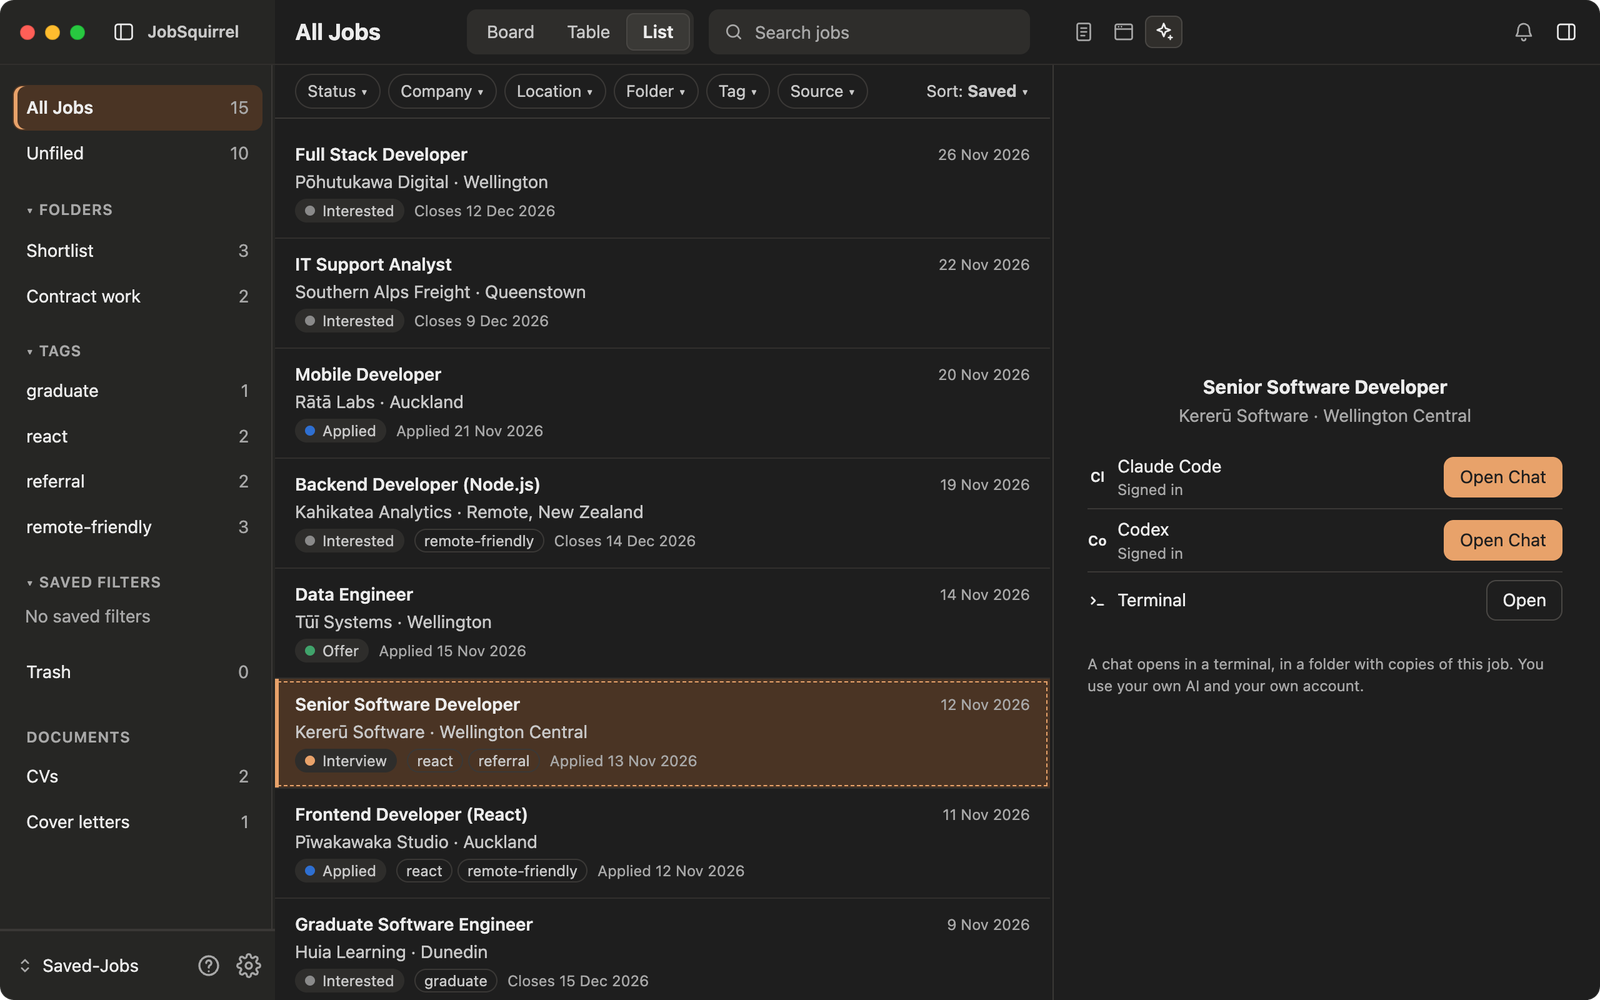 JobSquirrel
All Jobs 15
Unfiled 10
FOLDERS
Shortlist 3
Contract work 2
TAGS
graduate 1
react 2
referral 2
remote-friendly 3
SAVED FILTERS
No saved filters
Trash 0
DOCUMENTS
CVs 2
Cover letters 1
Saved-Jobs
All Jobs
Board Table List
Search jobs
Status Company Location Folder Tag Source Sort: Saved
Full Stack Developer 26 Nov 2026
Pōhutukawa Digital · Wellington
Interested Closes 12 Dec 2026
IT Support Analyst 22 Nov 2026
Southern Alps Freight · Queenstown
Interested Closes 9 Dec 2026
Mobile Developer 20 Nov 2026
Rātā Labs · Auckland
Applied Applied 21 Nov 2026
Backend Developer (Node.js) 19 Nov 2026
Kahikatea Analytics · Remote, New Zealand
Interested remote-friendly Closes 14 Dec 2026
Data Engineer 14 Nov 2026
Tūī Systems · Wellington
Offer Applied 15 Nov 2026
Senior Software Developer 12 Nov 2026
Kererū Software · Wellington Central
Interview react referral Applied 13 Nov 2026
Frontend Developer (React) 11 Nov 2026
Pīwakawaka Studio · Auckland
Applied react remote-friendly Applied 12 Nov 2026
Graduate Software Engineer 9 Nov 2026
Huia Learning · Dunedin
Interested graduate Closes 15 Dec 2026
Senior Software Developer
Kererū Software · Wellington Central
Cl Claude Code Open Chat
Signed in
Co Codex Open Chat
Signed in
Terminal Open
A chat opens in a terminal, in a folder with copies of this job. You
use your own AI and your own account.